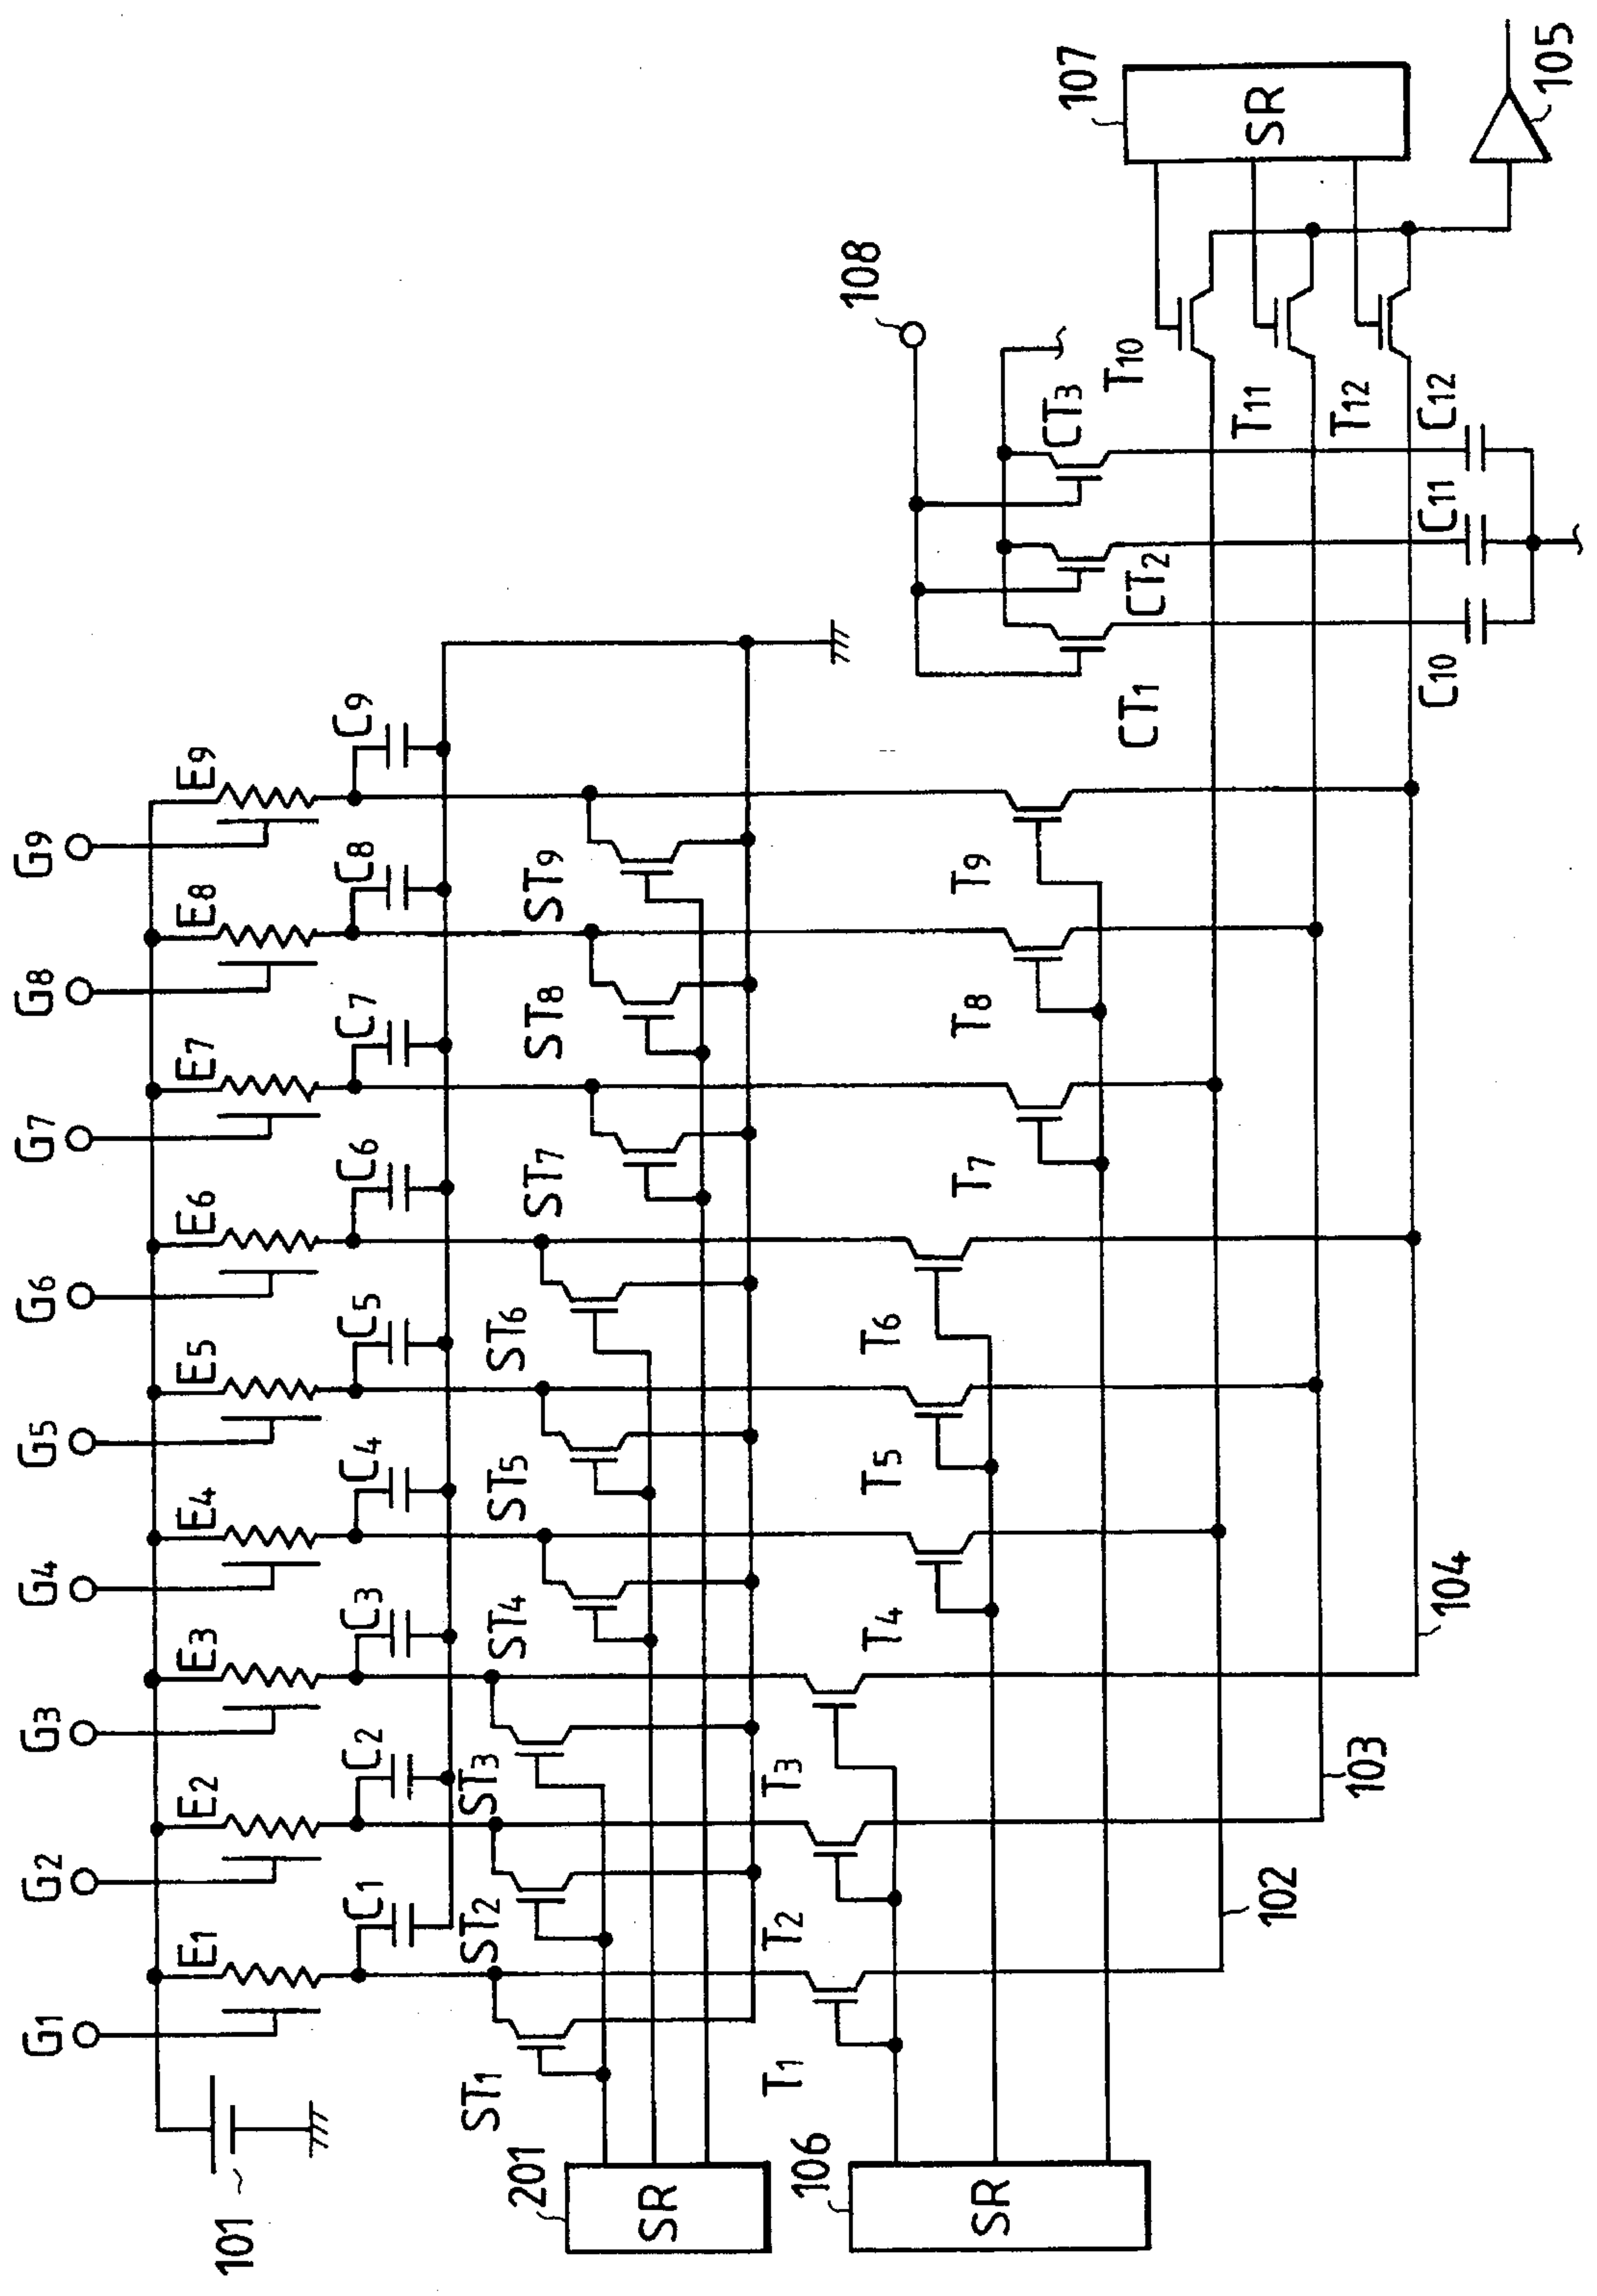 G1 G2 G3 G4 G5 G6 G7 G8 G9
E1 E2 E3 E4 E5 E6 E7 E8 E9
C1 C2 C3 C4 C5 C6 C7 C8 C9
101
ST1 ST2 ST3 ST4 ST5 ST6 ST7 ST8 ST9
201
SR
T1 T2 T3 T4 T5 T6 T7 T8 T9
106
SR
108
CT1 CT2 CT3
T10
T11
T12
107
SR
102
103
104
C10 C11 C12
105